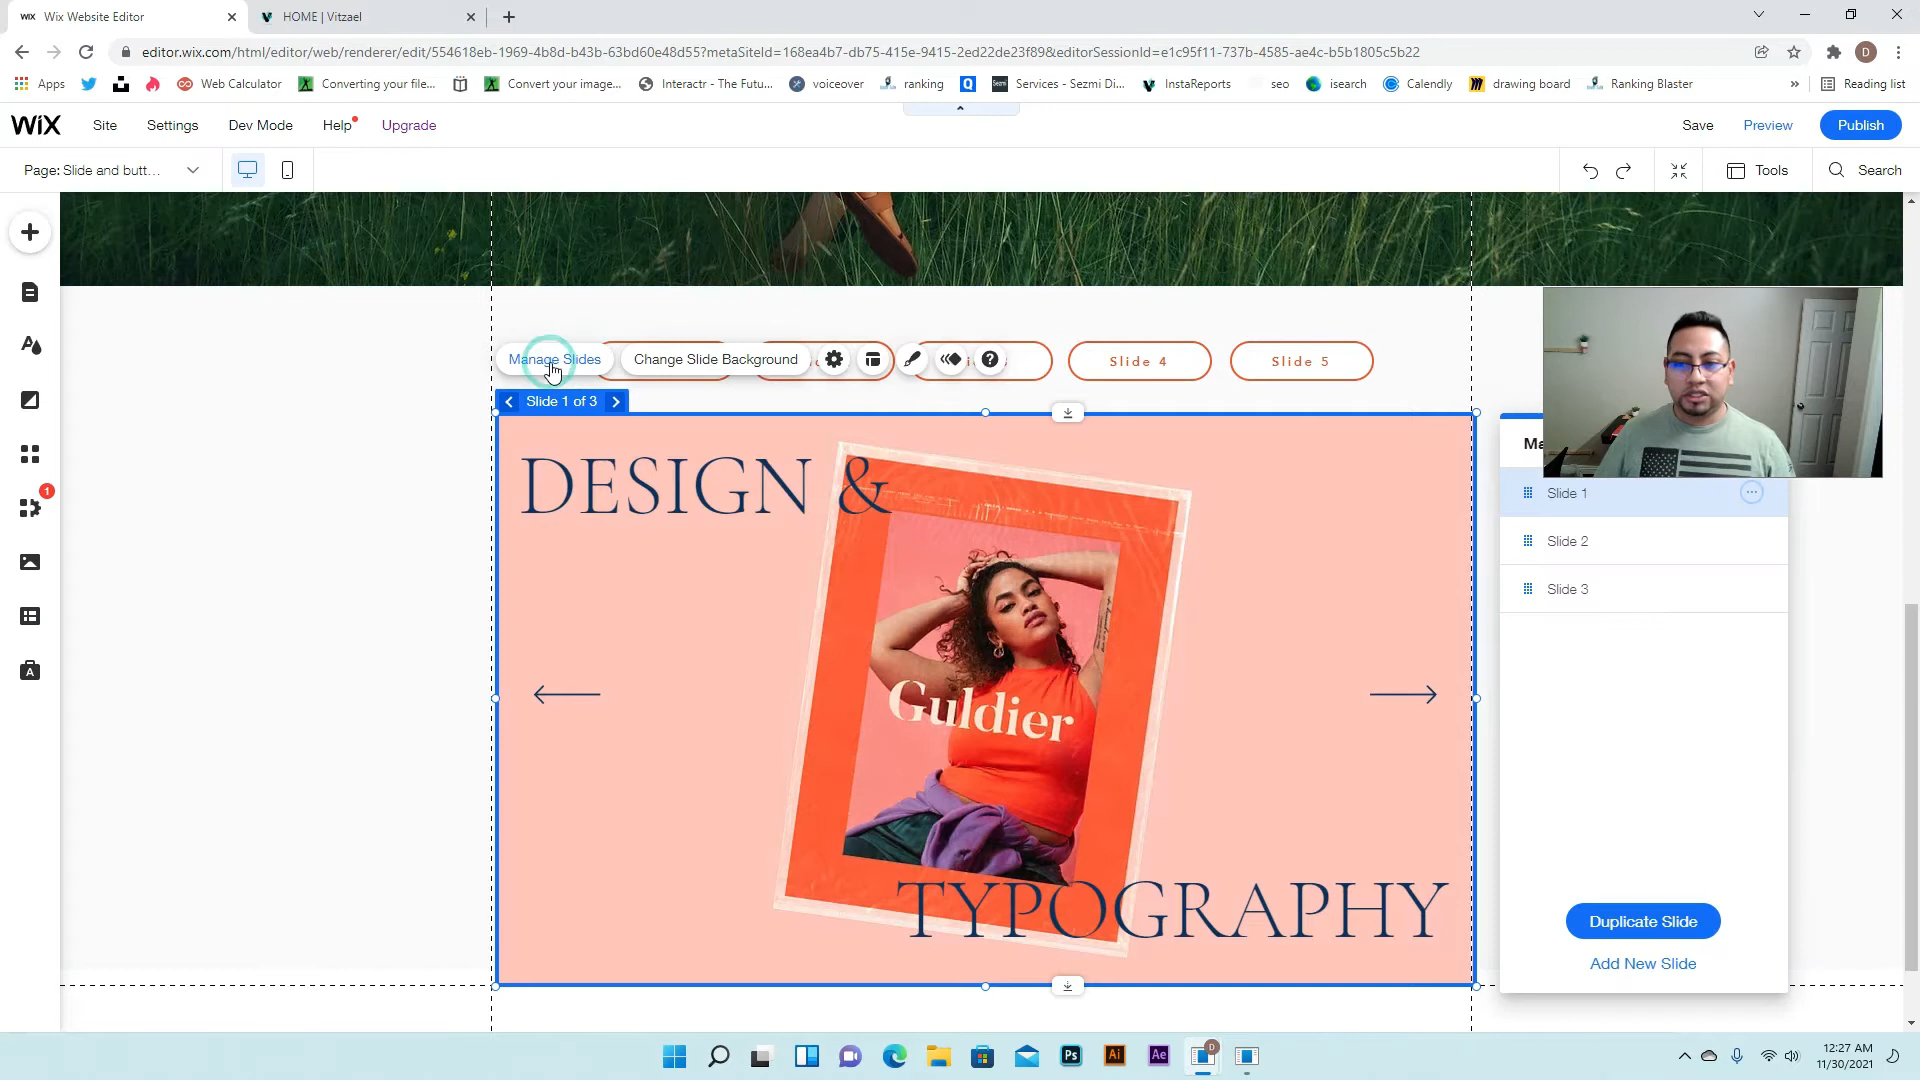 Wix Website Editor
HOME | Vitzael
editor.wix.com/html/editor/web/renderer/edit/554618eb-1969-4b8d-b43b-63bd60e48d55?metaSiteId=168ea4b7-db75-415e-9415-2ed22de23f89&editorSessionId=e1c95f11-737b-4585-ae4c-b5b1805c5b22
D
Apps
Web Calculator
Converting your file...
Convert your image...
Interactr - The Futu...
voiceover
ranking
Services - Sezmi Di...
InstaReports
seo
isearch
Calendly
drawing board
Ranking Blaster
Reading list
WiX
Site
Settings
Dev Mode
Help
Upgrade
Save
Preview
Publish
Page: Slide and butt...
Tools
Search
1
Manage Slides
Change Slide Background
Slide 4
Slide 5
Slide 1 of 3
DESIGN &
Guldier
TYPOGRAPHY
Ma
Slide 1
Slide 2
Slide 3
Duplicate Slide
Add New Slide
Ps
Ai
Ae
D
12:27 AM
11/30/2021